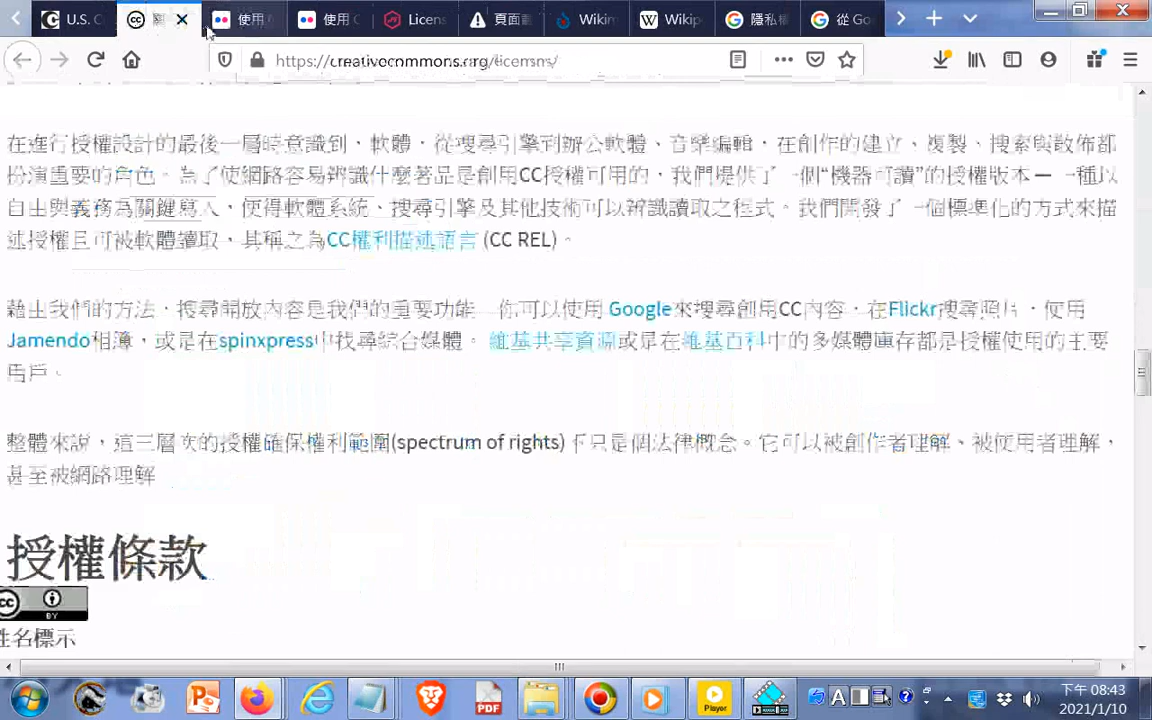 U.S. C
使用
使用 C
Licens
頁面
Wikim
Wikip
隱私權
從 Go
https://creativecommons.org/licenses/
在進行授權設計的最後一層時意識到，軟體，從搜尋引擎到辦公軟體、音樂編輯，在創作的建立、複製、搜索與散佈都
扮演重要的角色。為了使網路容易辨識什麼著品是創用CC授權可用的，我們提供了一個“機器可讀”的授權版本 — 一種以
自由與義務為關鍵寫入，使得軟體系統、搜尋引擎及其他技術可以辨識讀取之程式。我們開發了一個標準化的方式來描
述授權且可被軟體讀取，其稱之為CC權利描述語言 (CC REL)。
藉由我們的方法，搜尋開放內容是我們的重要功能。你可以使用 Google來搜尋創用CC內容，在Flickr搜尋照片，使用
Jamendo相簿，或是在spinxpress中找尋綜合媒體。 維基共享資源或是在維基百科中的多媒體庫存都是授權使用的主要
用戶。
整體來說，這三層次的授權確保權利範圍(spectrum of rights)不只是個法律概念。它可以被創作者理解、被使用者理解，
甚至被網路理解
授權條款
cc
BY
姓名標示
PDF
Player
A
下午 08:43
2021/1/10